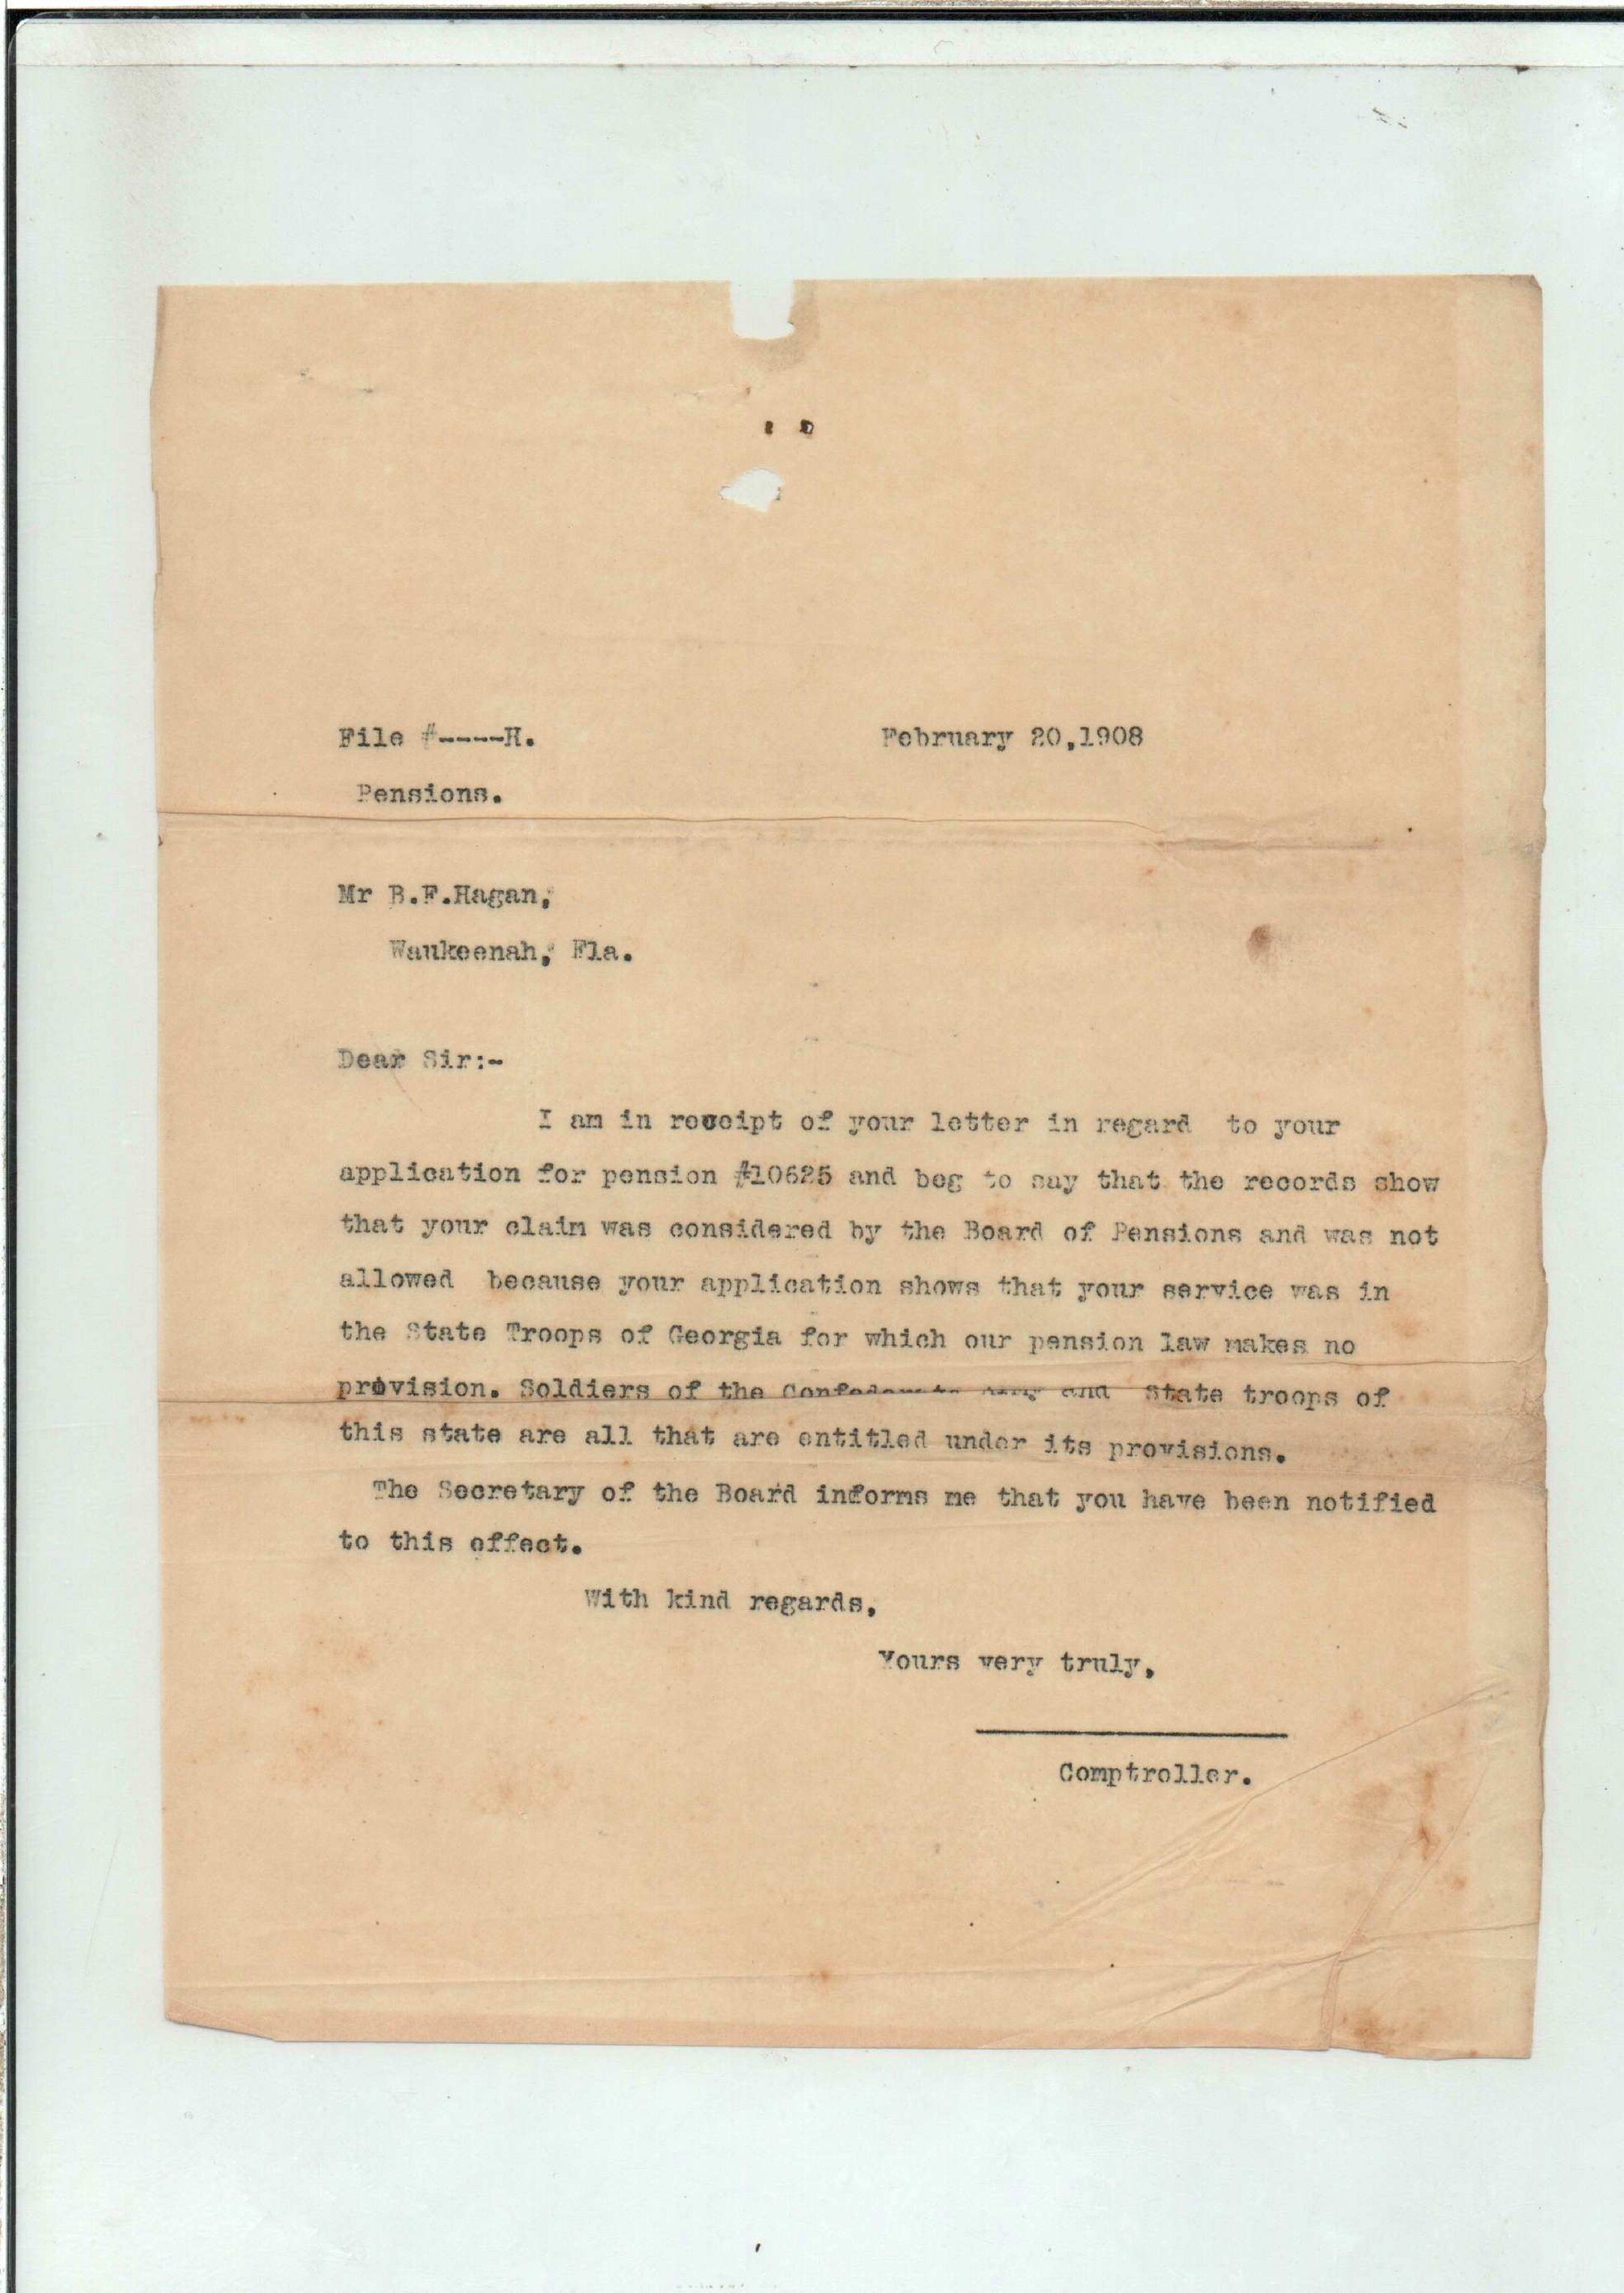 File #----H. February 20,1908
Pensions.
Mr B.F.Hagan,
Waukeenah, Fla.
Dear Sir:-
I am in receipt of your letter in regard to your
application for pension #10625 and beg to say that the records show
that your claim was considered by the Board of Pensions and was not
allowed because your application shows that your service was in
the State Troops of Georgia for which our pension law makes no
provision. Soldiers of the Confederate Army and State troops of
this state are all that are entitled under its provisions.
The Secretary of the Board informs me that you have been notified
to this effect.
With kind regards,
Yours very truly,
Comptroller.